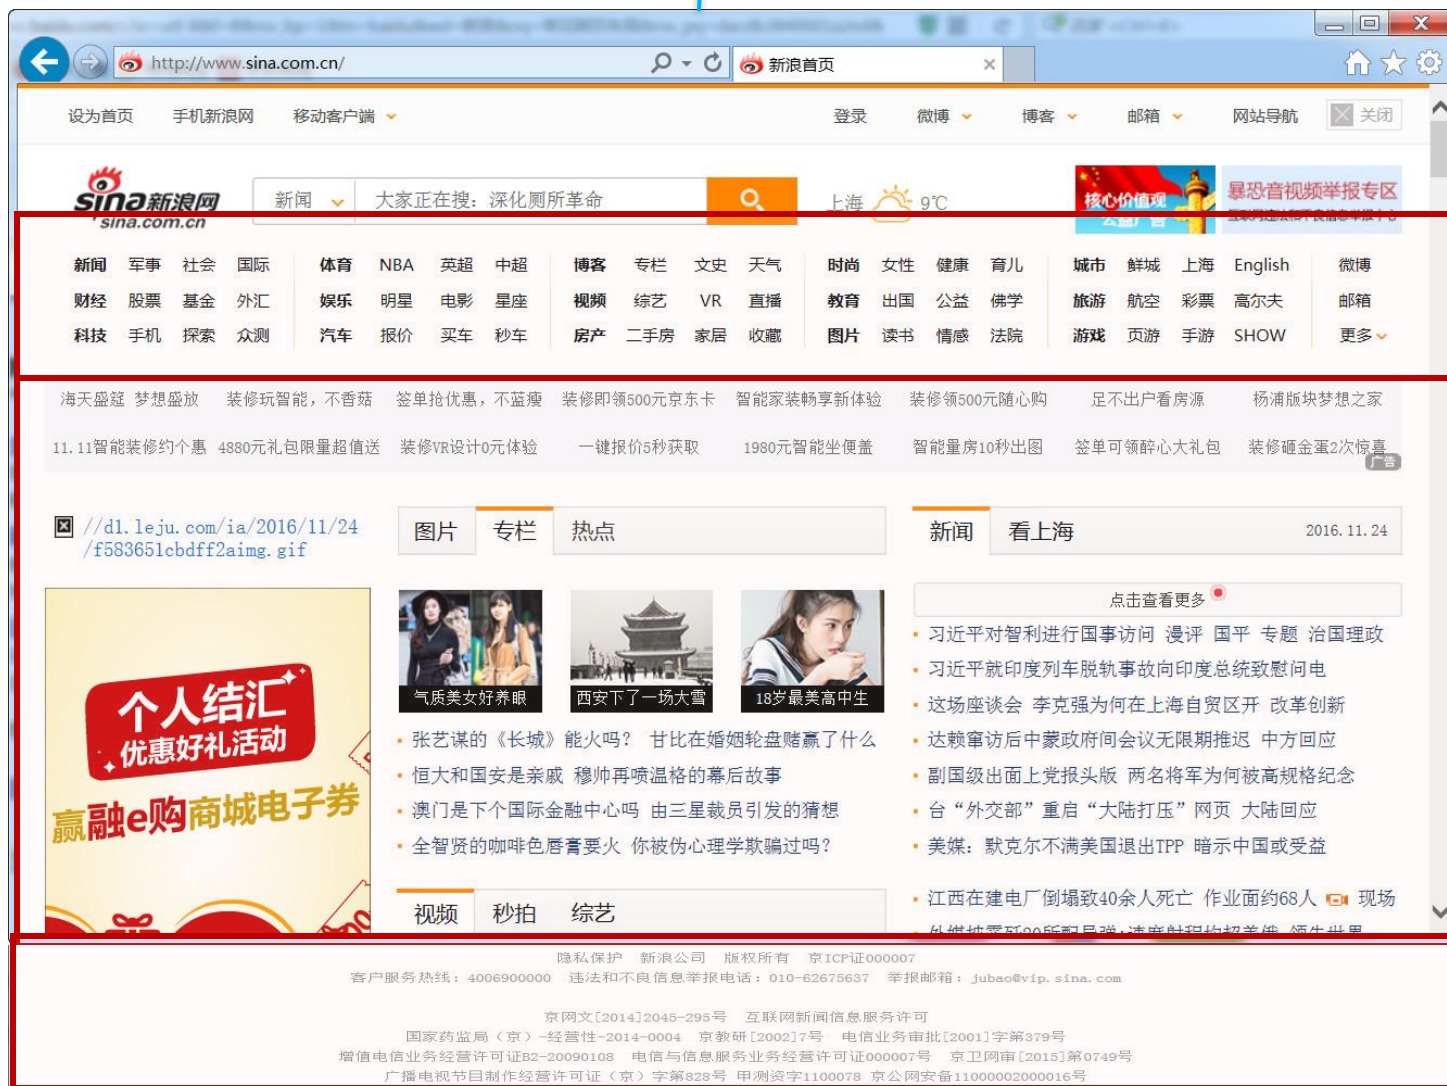 http://www.sina.com.cn/ 新浪首页
设为首页 手机新浪网 移动客户端 登录 微博 博客 邮箱 网站导航 关闭
sina新浪网 新闻 大家正在搜：深化厕所革命 上海 9℃ 核心价值观 暴恐音视频举报专区
sina.com.cn
新闻 军事 社会 国际 体育 NBA 英超 中超 博客 专栏 文史 天气 时尚 女性 健康 育儿 城市 鲜城 上海 English 微博
财经 股票 基金 外汇 娱乐 明星 电影 星座 视频 综艺 VR 直播 教育 出国 公益 佛学 旅游 航空 彩票 高尔夫 邮箱
科技 手机 探索 众测 汽车 报价 买车 秒车 房产 二手房 家居 收藏 图片 读书 情感 法院 游戏 页游 手游 SHOW 更多
海天盛筵 梦想盛放 装修玩智能，不香菇 签单抢优惠，不蓝瘦 装修即领500元京东卡 智能家装畅享新体验 装修领500元随心购 足不出户看房源 杨浦版块梦想之家
11.11智能装修约个惠 4880元礼包限量超值送 装修VR设计0元体验 一键报价5秒获取 1980元智能坐便盖 智能量房10秒出图 签单可领醉心大礼包 装修砸金蛋2次惊喜
广告
//d1.leju.com/ia/2016/11/24
/f583651cbdff2aimg.gif
个人结汇
优惠好礼活动
赢融e购商城电子券
图片 专栏 热点
气质美女好养眼 西安下了一场大雪 18岁最美高中生
张艺谋的《长城》能火吗？ 甘比在婚姻轮盘赌赢了什么
恒大和国安是亲戚 穆帅再喷温格的幕后故事
澳门是下个国际金融中心吗 由三星裁员引发的猜想
全智贤的咖啡色唇膏要火 你被伪心理学欺骗过吗？
视频 秒拍 综艺
新闻 看上海 2016.11.24
点击查看更多
习近平对智利进行国事访问 漫评 国平 专题 治国理政
习近平就印度列车脱轨事故向印度总统致慰问电
这场座谈会 李克强为何在上海自贸区开 改革创新
达赖窜访后中蒙政府间会议无限期推迟 中方回应
副国级出面上党报头版 两名将军为何被高规格纪念
台“外交部”重启“大陆打压”网页 大陆回应
美媒：默克尔不满美国退出TPP 暗示中国或受益
江西在建电厂倒塌致40余人死亡 作业面约68人 现场
隐私保护 新浪公司 版权所有 京ICP证000007
客户服务热线：4006900000 违法和不良信息举报电话：010-62675637 举报邮箱：jubao@vip.sina.com
京网文[2014]2045-295号 互联网新闻信息服务许可
国家药监局（京）-经营性-2014-0004 京教研[2002]7号 电信业务审批[2001]字第379号
增值电信业务经营许可证B2-20090108 电信与信息服务业务经营许可证000007号 京卫网审[2015]第0749号
广播电视节目制作经营许可证（京）字第828号 甲测资字1100078 京公网安备11000002000016号